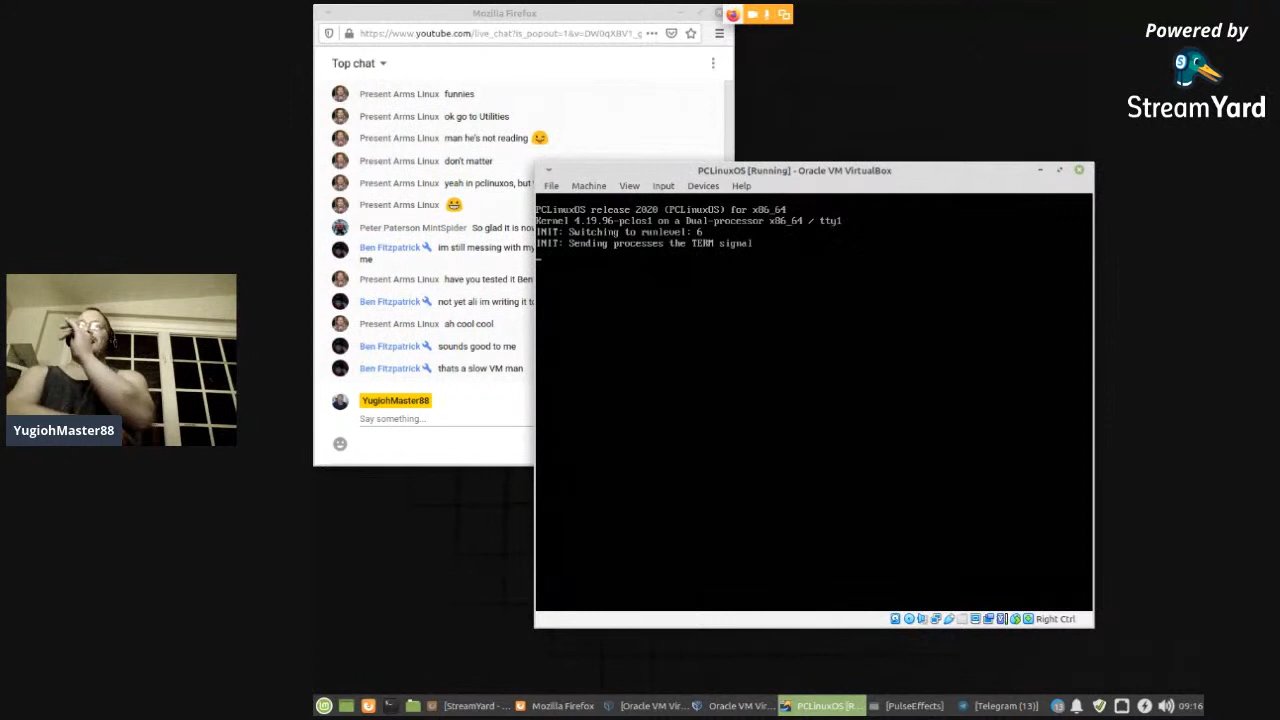 Mozilla Firefox
https://www.youtube.com/live_chat?is_popout=1&v=DW0qXBV1_g
Top chat
Present Arms Linux funnies
Present Arms Linux ok go to Utilities
Present Arms Linux man he's not reading
Present Arms Linux don't matter
Present Arms Linux yeah in pclinuxos, but
Present Arms Linux
Peter Paterson MintSpider So glad it is now
Ben Fitzpatrick im still messing with my
me
Present Arms Linux have you tested it Ben
Ben Fitzpatrick not yet ali im writing it to
Present Arms Linux ah cool cool
Ben Fitzpatrick sounds good to me
Ben Fitzpatrick thats a slow VM man
YugiohMaster88
Say something...
PCLinuxOS [Running] - Oracle VM VirtualBox
File Machine View Input Devices Help
PCLinuxOS release 2020 (PCLinuxOS) for x86_64
Kernel 4.19.96-pclos1 on a Dual-processor x86_64 / tty1
INIT: Switching to runlevel: 6
INIT: Sending processes the TERM signal
Right Ctrl
Powered by
StreamYard
YugiohMaster88
[StreamYard - ... Mozilla Firefox [Oracle VM Vir... Oracle VM Vir... PCLinuxOS [R... [PulseEffects] [Telegram (13)] 13 09:16